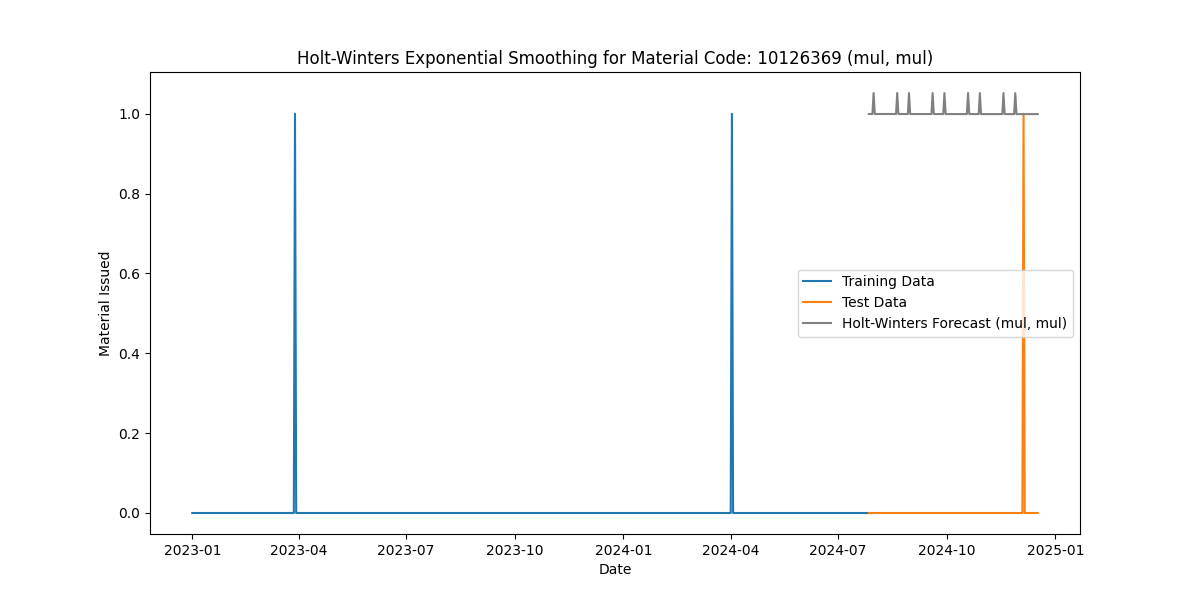 Holt-Winters Exponential Smoothing for Material Code: 10126369 (mul, mul)
1.0
0.8
0.6
0.4
0.2
0.0
Material Issued
Training Data
Test Data
Holt-Winters Forecast (mul, mul)
2023-01 2023-04 2023-07 2023-10 2024-01 2024-04 2024-07 2024-10 2025-01
Date